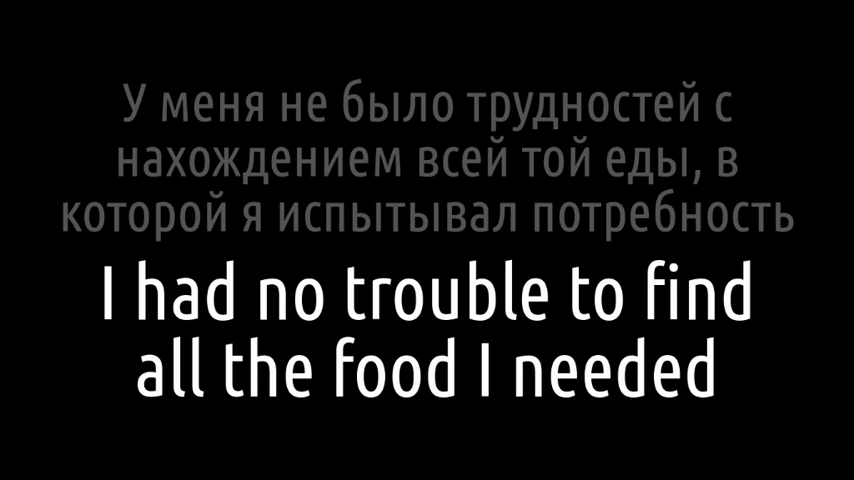 У меня не было трудностей с
нахождением всей той еды, в
которой я испытывал потребность
I had no trouble to find
all the food I needed